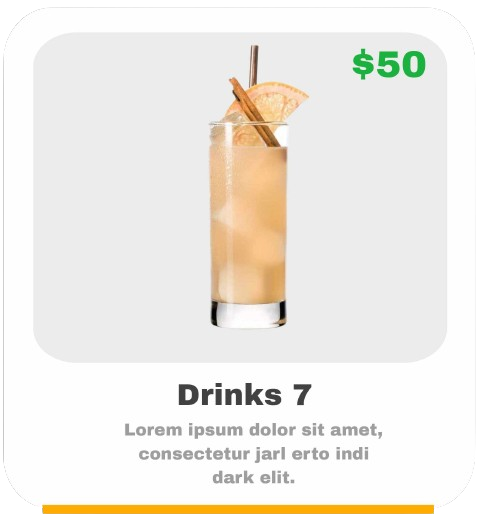 $50
Drinks 7
Lorem ipsum dolor sit amet,
consectetur jarl erto indi
dark elit.